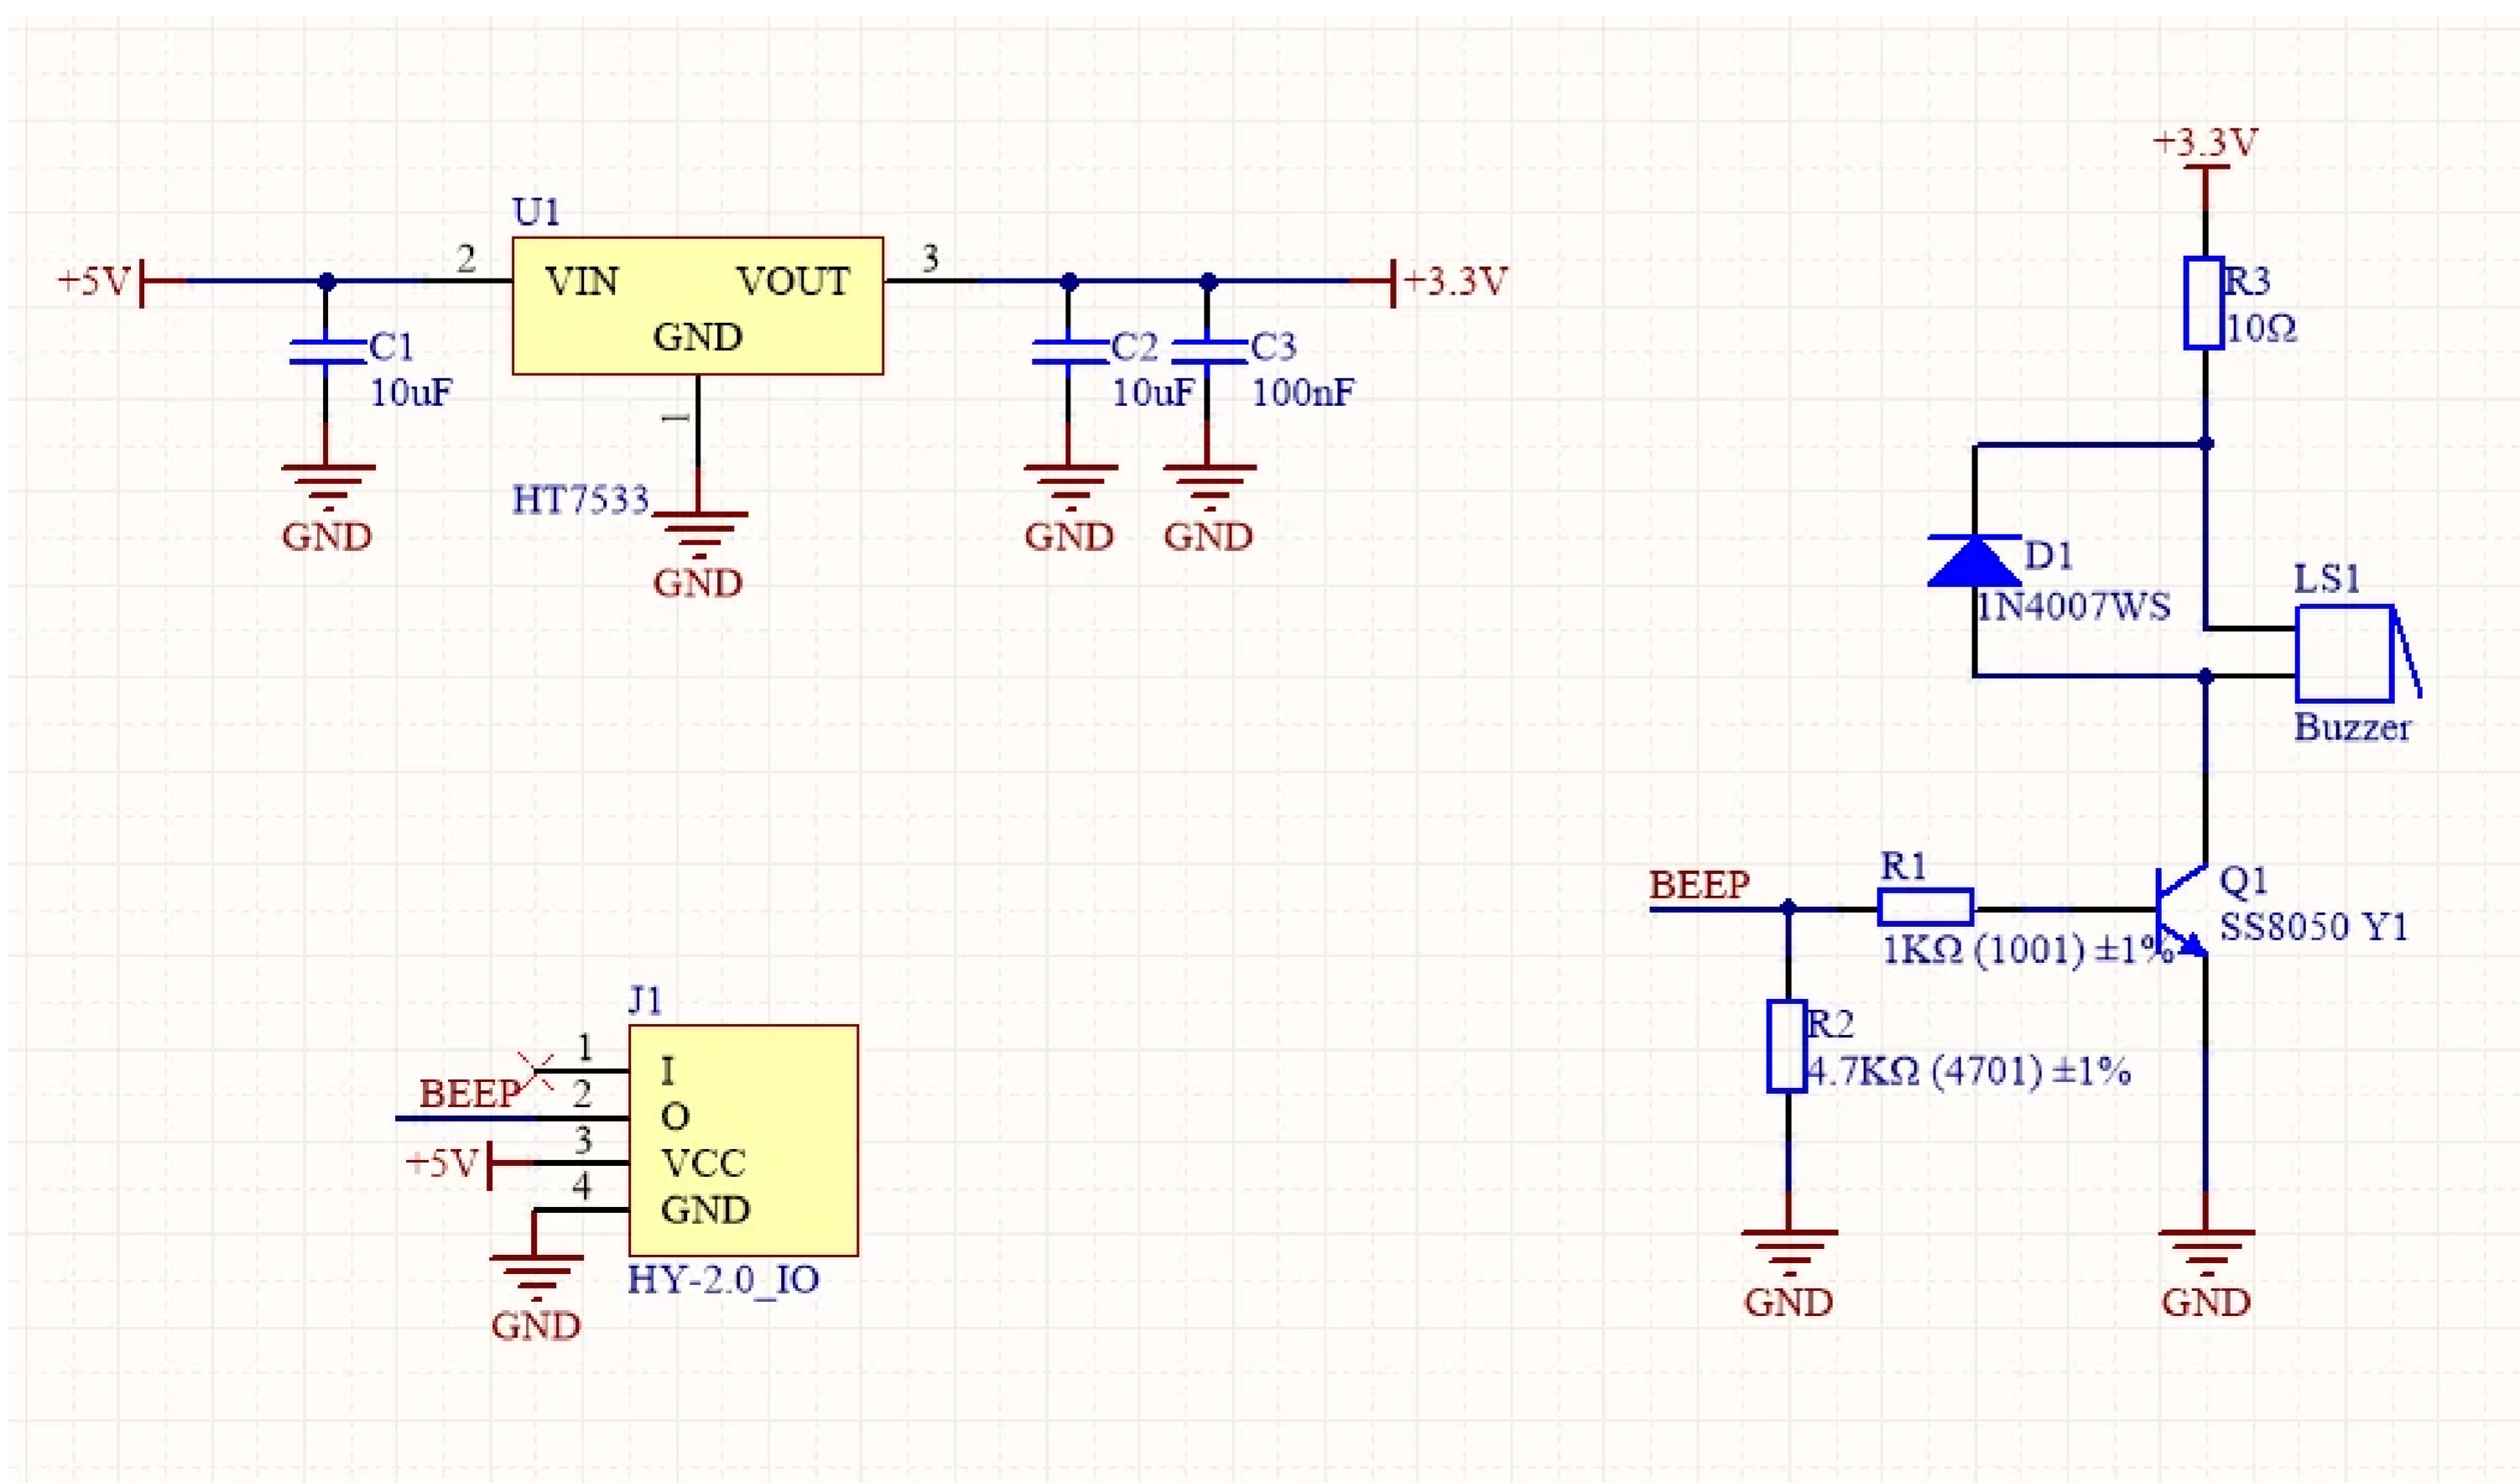 U1
+5V
2
VIN
VOUT
GND
3
+3.3V
C1
10uF
GND
1
HT7533
GND
C2
10uF
GND
C3
100nF
GND
+3.3V
R3
10Ω
D1
1N4007WS
LS1
Buzzer
BEEP
R1
1KΩ (1001) ±1%
Q1
SS8050 Y1
R2
4.7KΩ (4701) ±1%
GND
GND
J1
1
I
BEEP
2
O
+5V
3
VCC
4
GND
HY-2.0_IO
GND